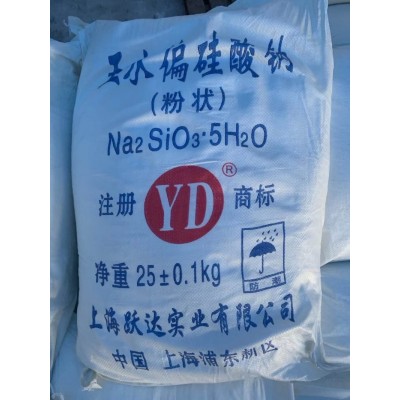 五水偏硅酸钠
(粉状)
Na2SiO3·5H2O
注册 YD® 商标
净重 25±0.1kg
防潮
上海跃达实业有限公司
中国 上海浦东新区